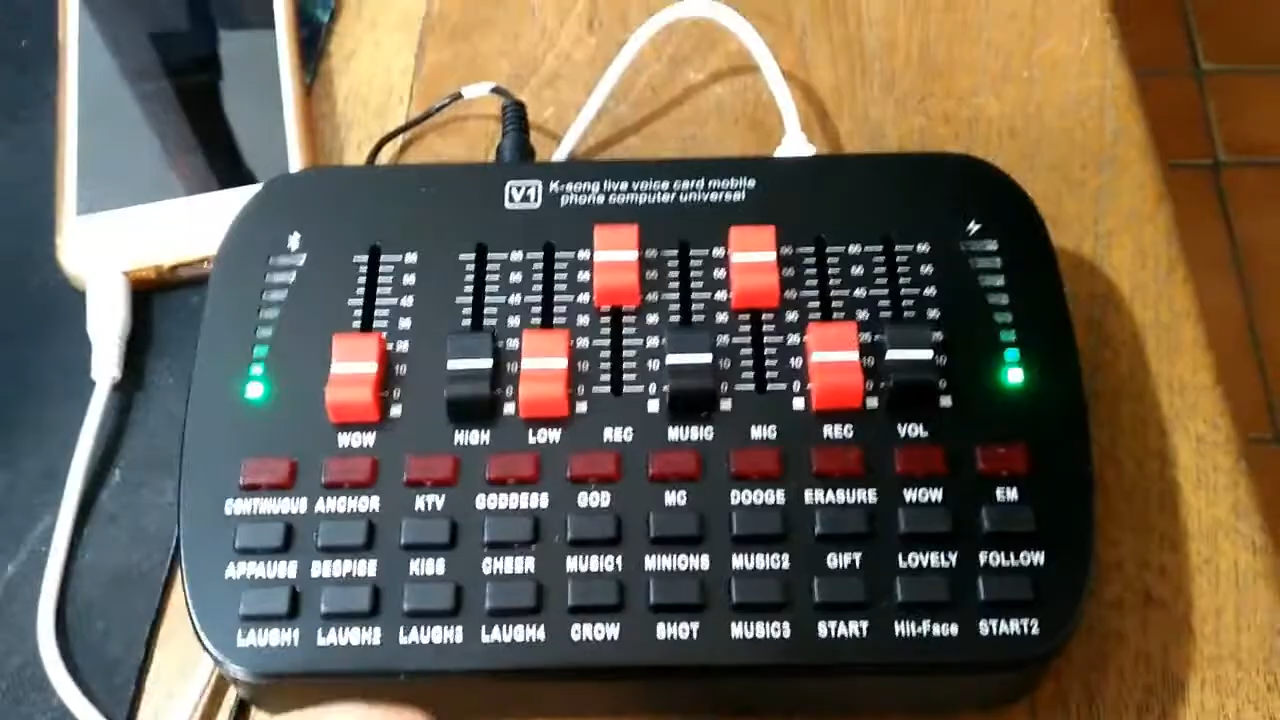 V1 K-song live voice card mobile
phone computer universal
WOW HIGH LOW REC MUSIC MIC REC VOL
CONTINUOUS ANCHOR KTV GODDESS GOD MC DOOGE ERASURE WOW EM
APPAUSE DESPISE KISS CHEER MUSIC1 MINIONS MUSIC2 GIFT LOVELY FOLLOW
LAUGH1 LAUGH2 LAUGH3 LAUGH4 CROW SHOT MUSIC3 START Hit-Face START2